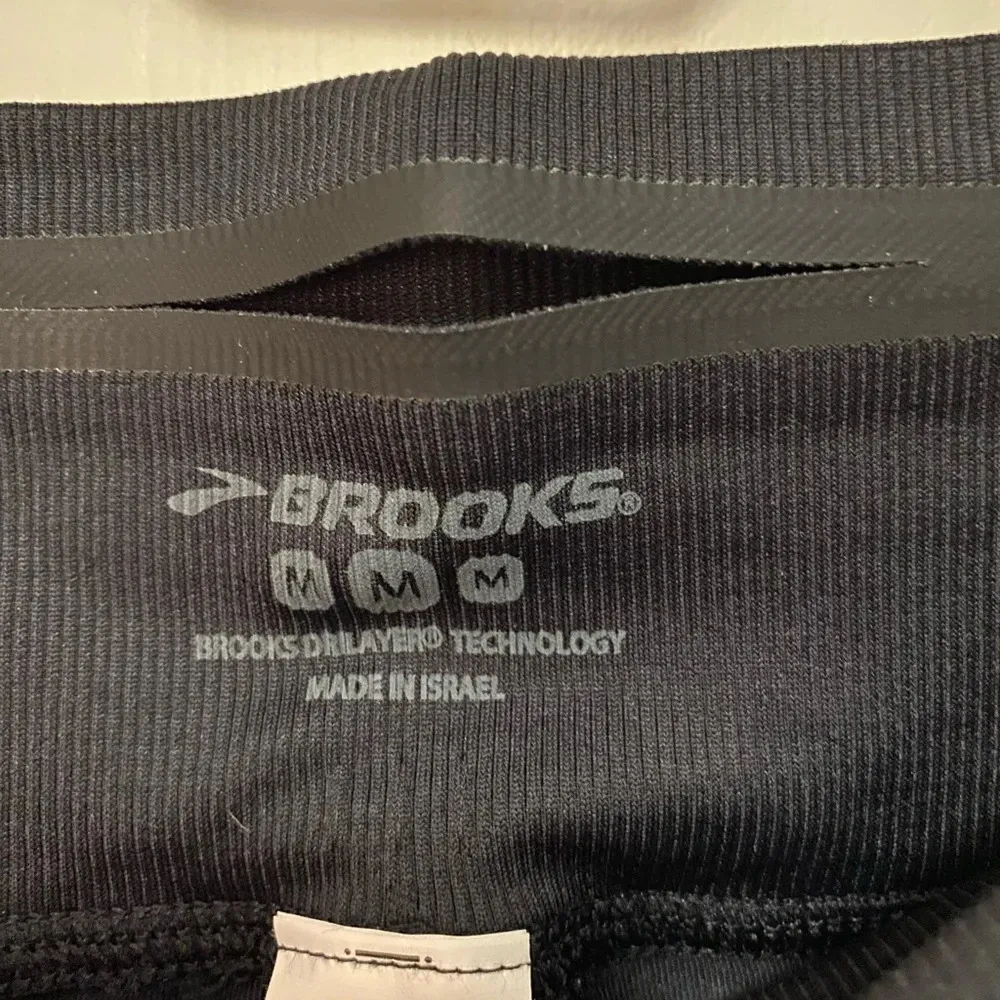 BROOKS®
M M M
BROOKS DRILAYER® TECHNOLOGY
MADE IN ISRAEL